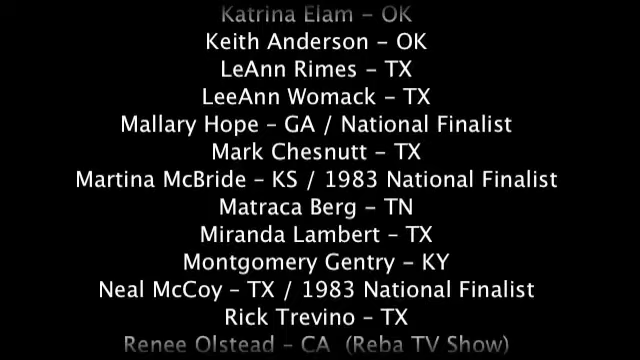 Katrina Elam – OK
Keith Anderson – OK
LeAnn Rimes – TX
LeeAnn Womack – TX
Mallary Hope – GA / National Finalist
Mark Chesnutt – TX
Martina McBride – KS / 1983 National Finalist
Matraca Berg – TN
Miranda Lambert – TX
Montgomery Gentry – KY
Neal McCoy – TX / 1983 National Finalist
Rick Trevino – TX
Renee Olstead – CA (Reba TV Show)